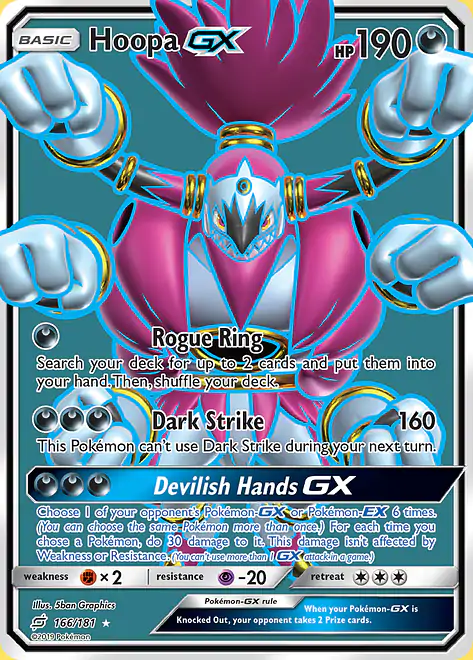 BASIC Hoopa GX HP 190
Rogue Ring
Search your deck for up to 2 cards and put them into
your hand. Then, shuffle your deck.
Dark Strike 160
This Pokémon can't use Dark Strike during your next turn.
Devilish Hands GX
Choose 1 of your opponent's Pokémon-GX or Pokémon-EX 6 times.
(You can choose the same Pokémon more than once.) For each time you
chose a Pokémon, do 30 damage to it. This damage isn't affected by
Weakness or Resistance. (You can't use more than 1 GX attack in a game.)
weakness × 2 resistance -20 retreat
Illus. 5ban Graphics
166/181
©2019 Pokémon
Pokémon-GX rule
When your Pokémon-GX is
Knocked Out, your opponent takes 2 Prize cards.